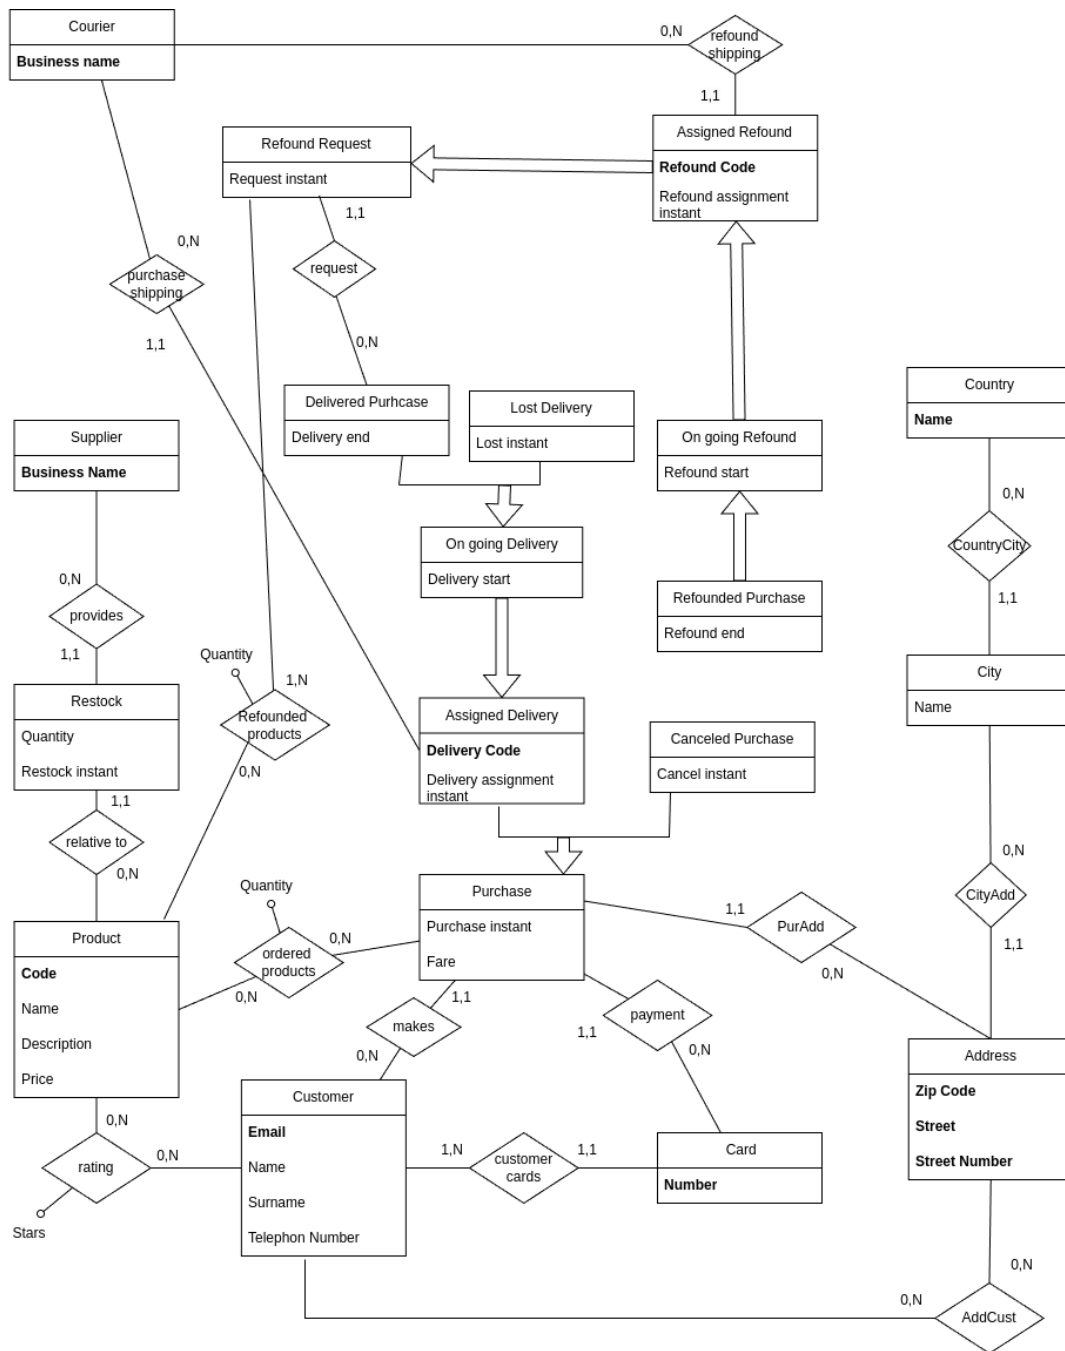 Courier
Business name
0,N
refound
shipping
1,1
Refound Request
Request instant
Assigned Refound
Refound Code
Refound assignment
instant
1,1
0,N
purchase
shipping
1,1
request
0,N
Delivered Purhcase
Delivery end
Lost Delivery
Lost instant
Country
Name
Supplier
Business Name
On going Refound
Refound start
0,N
CountryCity
1,1
On going Delivery
Delivery start
0,N
provides
1,1
Refounded Purchase
Refound end
Quantity
1,N
Refounded
products
0,N
Restock
Quantity
Restock instant
City
Name
Assigned Delivery
Delivery Code
Delivery assignment
instant
Canceled Purchase
Cancel instant
1,1
relative to
0,N
0,N
CityAdd
1,1
Quantity
0,N
ordered
products
0,N
Purchase
Purchase instant
Fare
1,1
PurAdd
0,N
Product
Code
Name
Description
Price
1,1
makes
0,N
payment
1,1
0,N
Address
Zip Code
Street
Street Number
Customer
Email
Name
Surname
Telephon Number
0,N
rating
0,N
Stars
1,N
customer
cards
1,1
Card
Number
0,N
0,N
AddCust